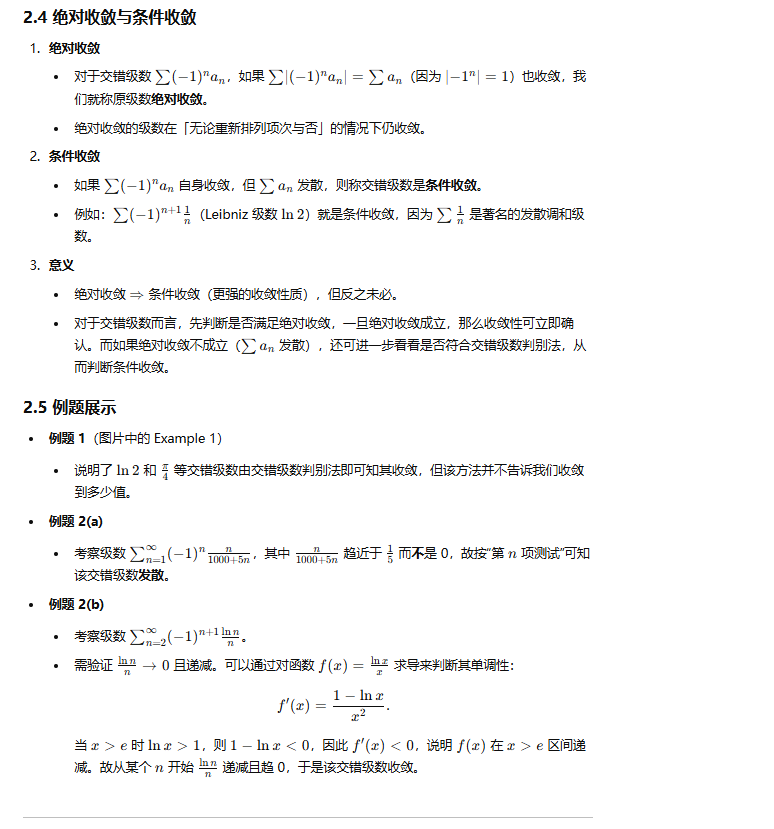 2.4 绝对收敛与条件收敛
1. 绝对收敛
• 对于交错级数 ∑(−1)ⁿaₙ，如果 ∑|(−1)ⁿaₙ| = ∑ aₙ（因为 |−1ⁿ| = 1）也收敛，我
们就称原级数绝对收敛。
• 绝对收敛的级数在「无论重新排列项次与否」的情况下仍收敛。
2. 条件收敛
• 如果 ∑(−1)ⁿaₙ 自身收敛，但 ∑ aₙ 发散，则称交错级数是条件收敛。
• 例如：∑(−1)ⁿ⁺¹ 1/n（Leibniz 级数 ln 2）就是条件收敛，因为 ∑ 1/n 是著名的发散调和级
数。
3. 意义
• 绝对收敛 ⇒ 条件收敛（更强的收敛性质），但反之未必。
• 对于交错级数而言，先判断是否满足绝对收敛，一旦绝对收敛成立，那么收敛性可立即确
认。而如果绝对收敛不成立（∑ aₙ 发散），还可进一步看看是否符合交错级数判别法，从
而判断条件收敛。
2.5 例题展示
• 例题 1（图片中的 Example 1）
• 说明了 ln 2 和 π/4 等交错级数由交错级数判别法即可知其收敛，但该方法并不告诉我们收敛
到多少值。
• 例题 2(a)
• 考察级数 ∑_{n=1}^{∞}(−1)ⁿ n/(1000+5n)，其中 n/(1000+5n) 趋近于 1/5 而不是 0，故按“第 n 项测试”可知
该交错级数发散。
• 例题 2(b)
• 考察级数 ∑_{n=2}^{∞}(−1)ⁿ⁺¹ ln n/n。
• 需验证 ln n/n → 0 且递减。可以通过对函数 f(x) = ln x/x 求导来判断其单调性：
f′(x) = (1 − ln x)/x².
当 x > e 时 ln x > 1，则 1 − ln x < 0，因此 f′(x) < 0，说明 f(x) 在 x > e 区间递
减。故从某个 n 开始 ln n/n 递减且趋 0，于是该交错级数收敛。